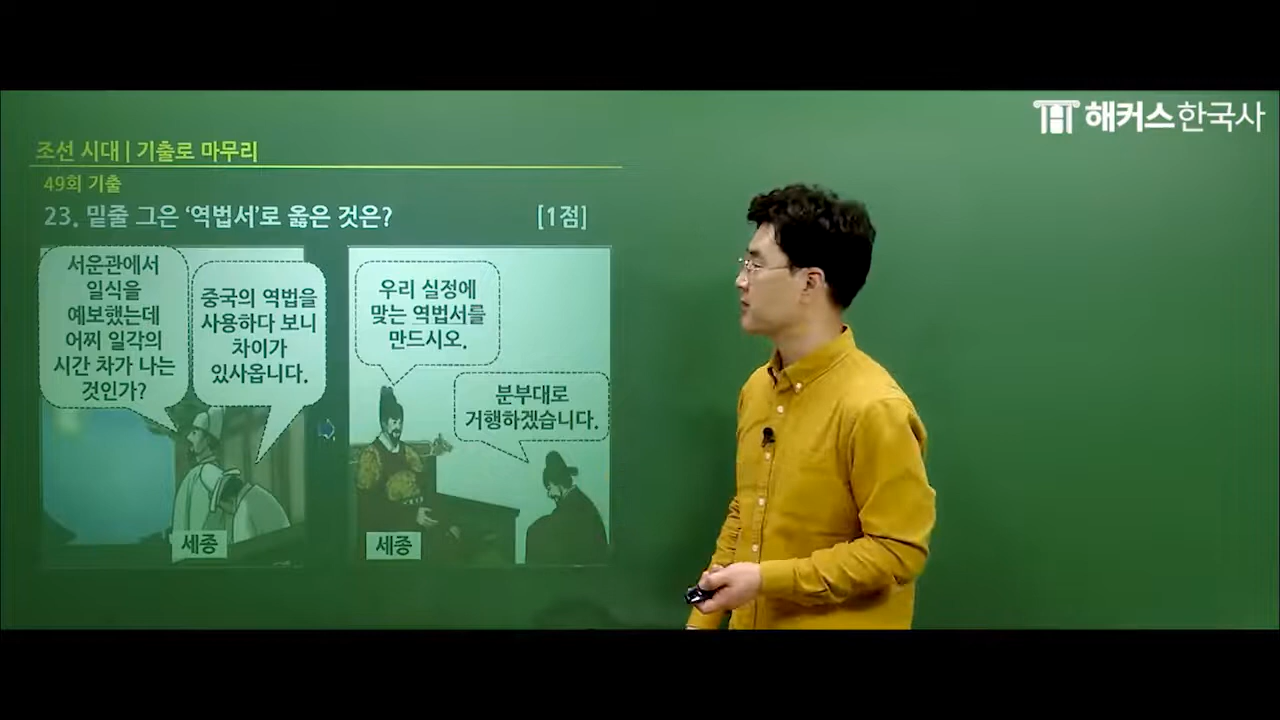 해커스한국사
조선 시대 | 기출로 마무리
49회 기출
23. 밑줄 그은 ‘역법서’로 옳은 것은? [1점]
서운관에서
일식을
예보했는데
어찌 일각의
시간 차가 나는
것인가?
중국의 역법을
사용하다 보니
차이가
있사옵니다.
세종
우리 실정에
맞는 역법서를
만드시오.
분부대로
거행하겠습니다.
세종